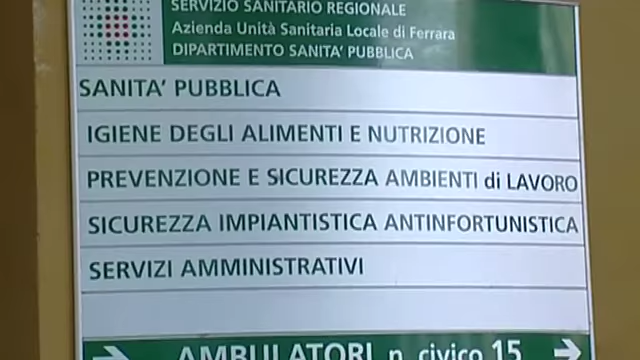 SERVIZIO SANITARIO REGIONALE
Azienda Unità Sanitaria Locale di Ferrara
DIPARTIMENTO SANITA' PUBBLICA
SANITA' PUBBLICA
IGIENE DEGLI ALIMENTI E NUTRIZIONE
PREVENZIONE E SICUREZZA AMBIENTI di LAVORO
SICUREZZA IMPIANTISTICA ANTINFORTUNISTICA
SERVIZI AMMINISTRATIVI
AMBULATORI n. civico 15